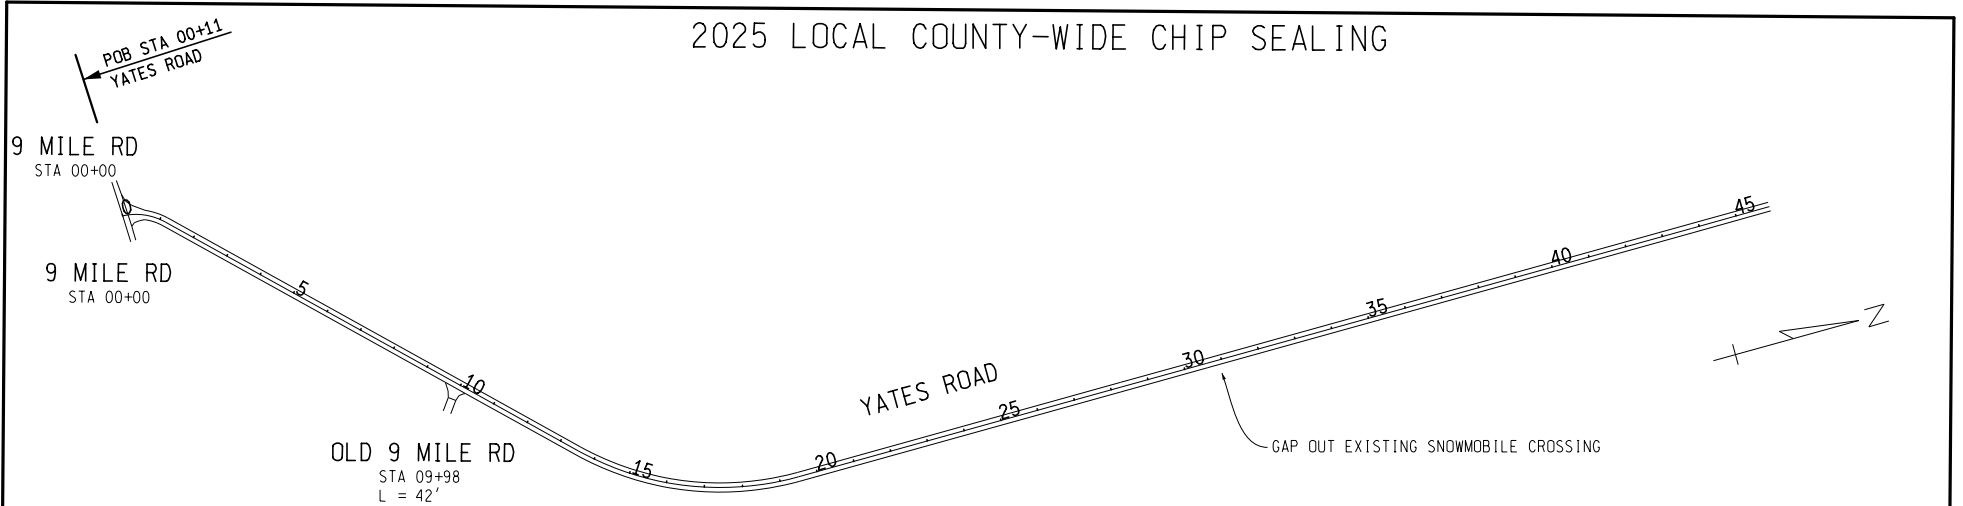 2025 LOCAL COUNTY-WIDE CHIP SEALING
POB STA 00+11
YATES ROAD
9 MILE RD
STA 00+00
0
9 MILE RD
STA 00+00
5
10
OLD 9 MILE RD
STA 09+98
L = 42'
15
20
YATES ROAD
25
30
35
40
45
GAP OUT EXISTING SNOWMOBILE CROSSING
N